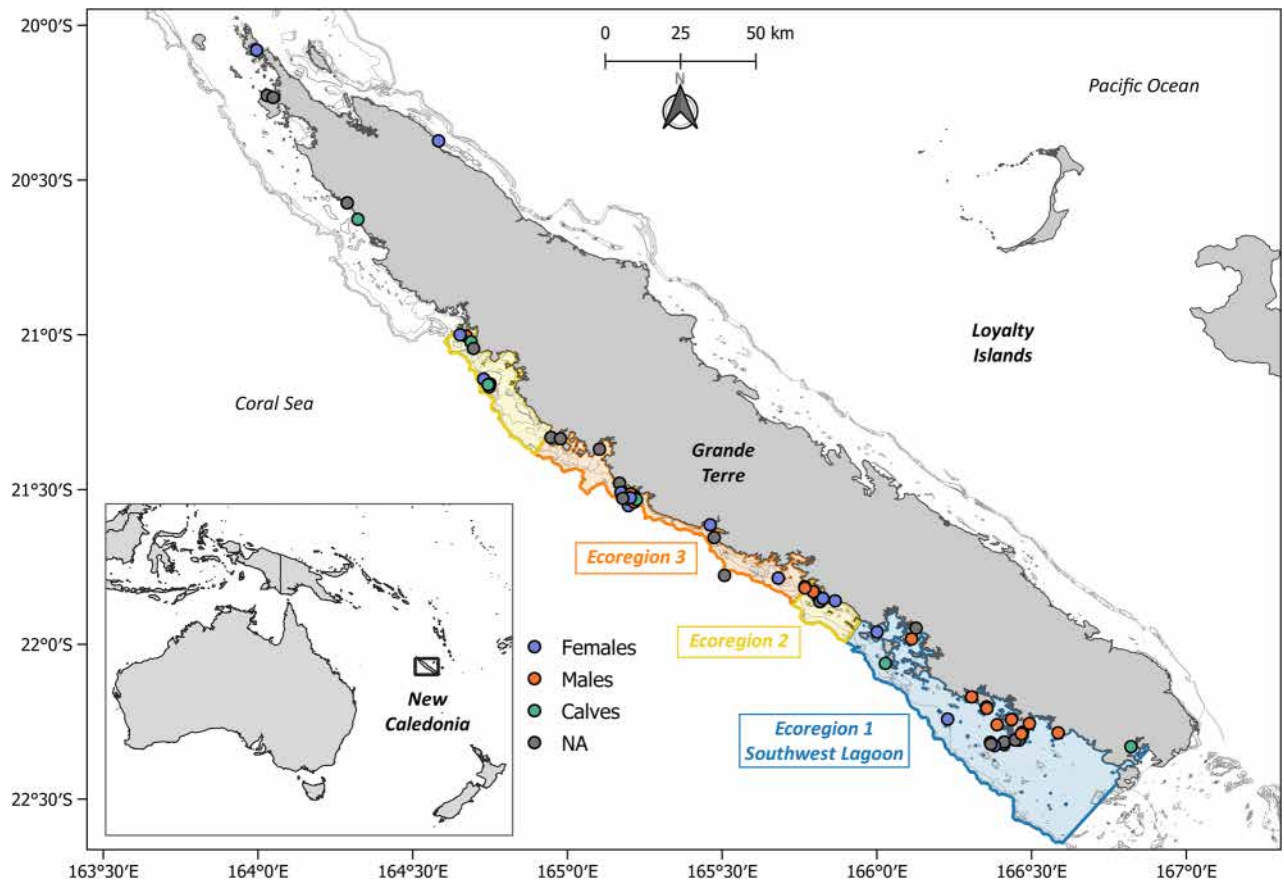 20°0'S
20°30'S
21°0'S
21°30'S
22°0'S
22°30'S
0 25 50 km
N
Pacific Ocean
Loyalty
Islands
Coral Sea
Grande
Terre
Ecoregion 3
Ecoregion 2
Ecoregion 1
Southwest Lagoon
New
Caledonia
Females
Males
Calves
NA
163°30'E 164°0'E 164°30'E 165°0'E 165°30'E 166°0'E 166°30'E 167°0'E